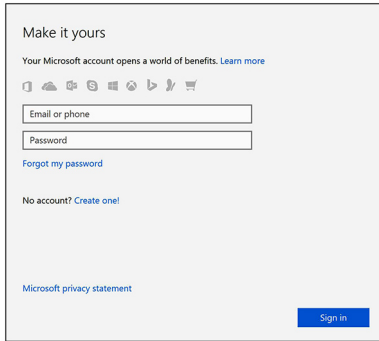 Make it yours
Your Microsoft account opens a world of benefits. Learn more
Email or phone
Password
Forgot my password
No account? Create one!
Microsoft privacy statement
Sign in